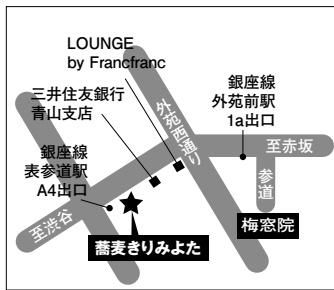 LOUNGE
by Francfranc
三井住友銀行
青山支店
銀座線
外苑前駅
1a出口
外苑西通り
至赤坂
銀座線
表参道駅
A4出口
参道
至渋谷
梅窓院
蕎麦きりみよた